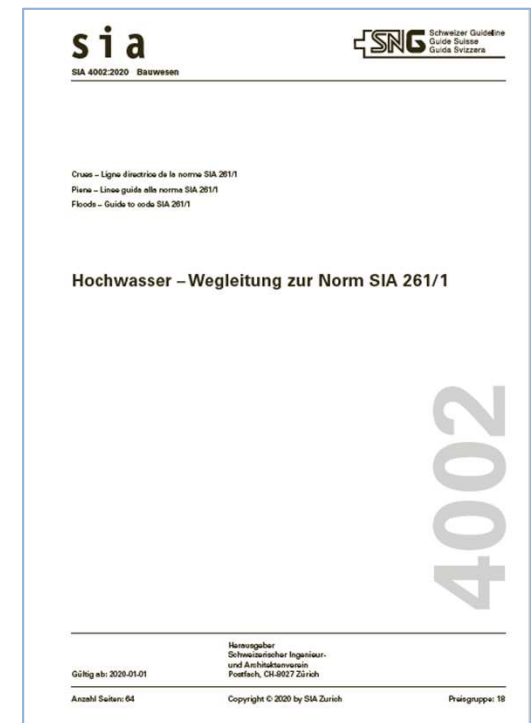 sia
SNG
Schweizer Guideline
Guide Suisse
Guida Svizzera
SIA 4002:2020 Bauwesen
Crues – Ligne directrice de la norme SIA 261/1
Piene – Linee guida alla norma SIA 261/1
Floods – Guide to code SIA 261/1
Hochwasser – Wegleitung zur Norm SIA 261/1
4002
Herausgeber
Schweizerischer Ingenieur-
und Architektenverein
Gültig ab: 2020-01-01 Postfach, CH-8027 Zürich
Anzahl Seiten: 64 Copyright © 2020 by SIA Zurich Preisgruppe: 18